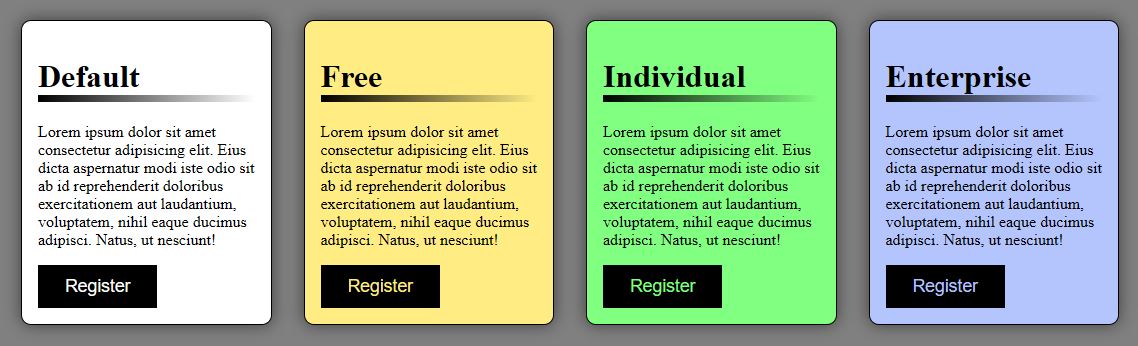 Default
Lorem ipsum dolor sit amet
consectetur adipisicing elit. Eius
dicta aspernatur modi iste odio sit
ab id reprehenderit doloribus
exercitationem aut laudantium,
voluptatem, nihil eaque ducimus
adipisci. Natus, ut nesciunt!
Register
Free
Lorem ipsum dolor sit amet
consectetur adipisicing elit. Eius
dicta aspernatur modi iste odio sit
ab id reprehenderit doloribus
exercitationem aut laudantium,
voluptatem, nihil eaque ducimus
adipisci. Natus, ut nesciunt!
Register
Individual
Lorem ipsum dolor sit amet
consectetur adipisicing elit. Eius
dicta aspernatur modi iste odio sit
ab id reprehenderit doloribus
exercitationem aut laudantium,
voluptatem, nihil eaque ducimus
adipisci. Natus, ut nesciunt!
Register
Enterprise
Lorem ipsum dolor sit amet
consectetur adipisicing elit. Eius
dicta aspernatur modi iste odio sit
ab id reprehenderit doloribus
exercitationem aut laudantium,
voluptatem, nihil eaque ducimus
adipisci. Natus, ut nesciunt!
Register